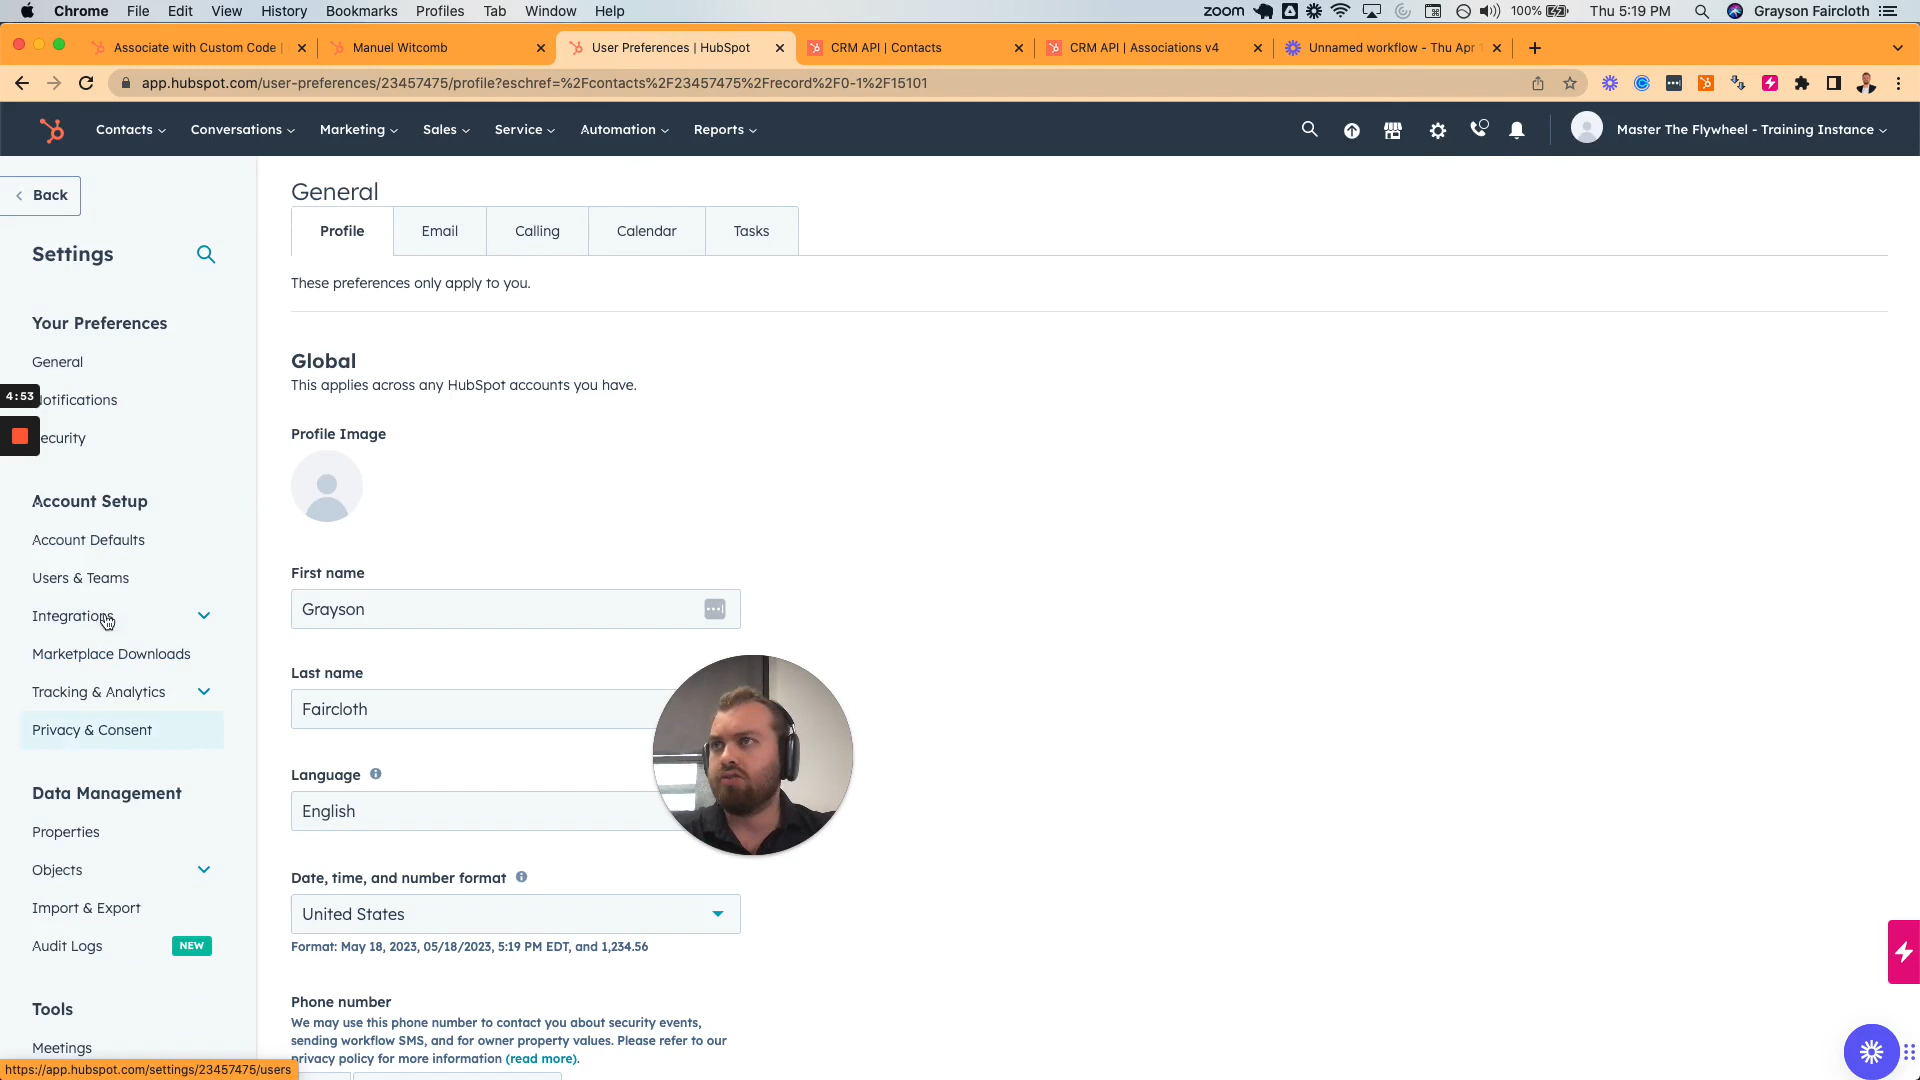 Chrome File Edit View History Bookmarks Profiles Tab Window Help zoom 100% Thu 5:19 PM Grayson Faircloth
Associate with Custom Code | Manuel Witcomb User Preferences | HubSpot CRM API | Contacts CRM API | Associations v4 Unnamed workflow - Thu Apr
app.hubspot.com/user-preferences/23457475/profile?eschref=%2Fcontacts%2F23457475%2Frecord%2F0-1%2F15101
Contacts Conversations Marketing Sales Service Automation Reports Master The Flywheel - Training Instance
Back
Settings
Your Preferences
General
4:53
otifications
ecurity
Account Setup
Account Defaults
Users & Teams
Integrations
Marketplace Downloads
Tracking & Analytics
Privacy & Consent
Data Management
Properties
Objects
Import & Export
Audit Logs NEW
Tools
Meetings
https://app.hubspot.com/settings/23457475/users
General
Profile Email Calling Calendar Tasks
These preferences only apply to you.
Global
This applies across any HubSpot accounts you have.
Profile Image
First name
Grayson
Last name
Faircloth
Language
English
Date, time, and number format
United States
Format: May 18, 2023, 05/18/2023, 5:19 PM EDT, and 1,234.56
Phone number
We may use this phone number to contact you about security events,
sending workflow SMS, and for owner property values. Please refer to our
privacy policy for more information (read more).